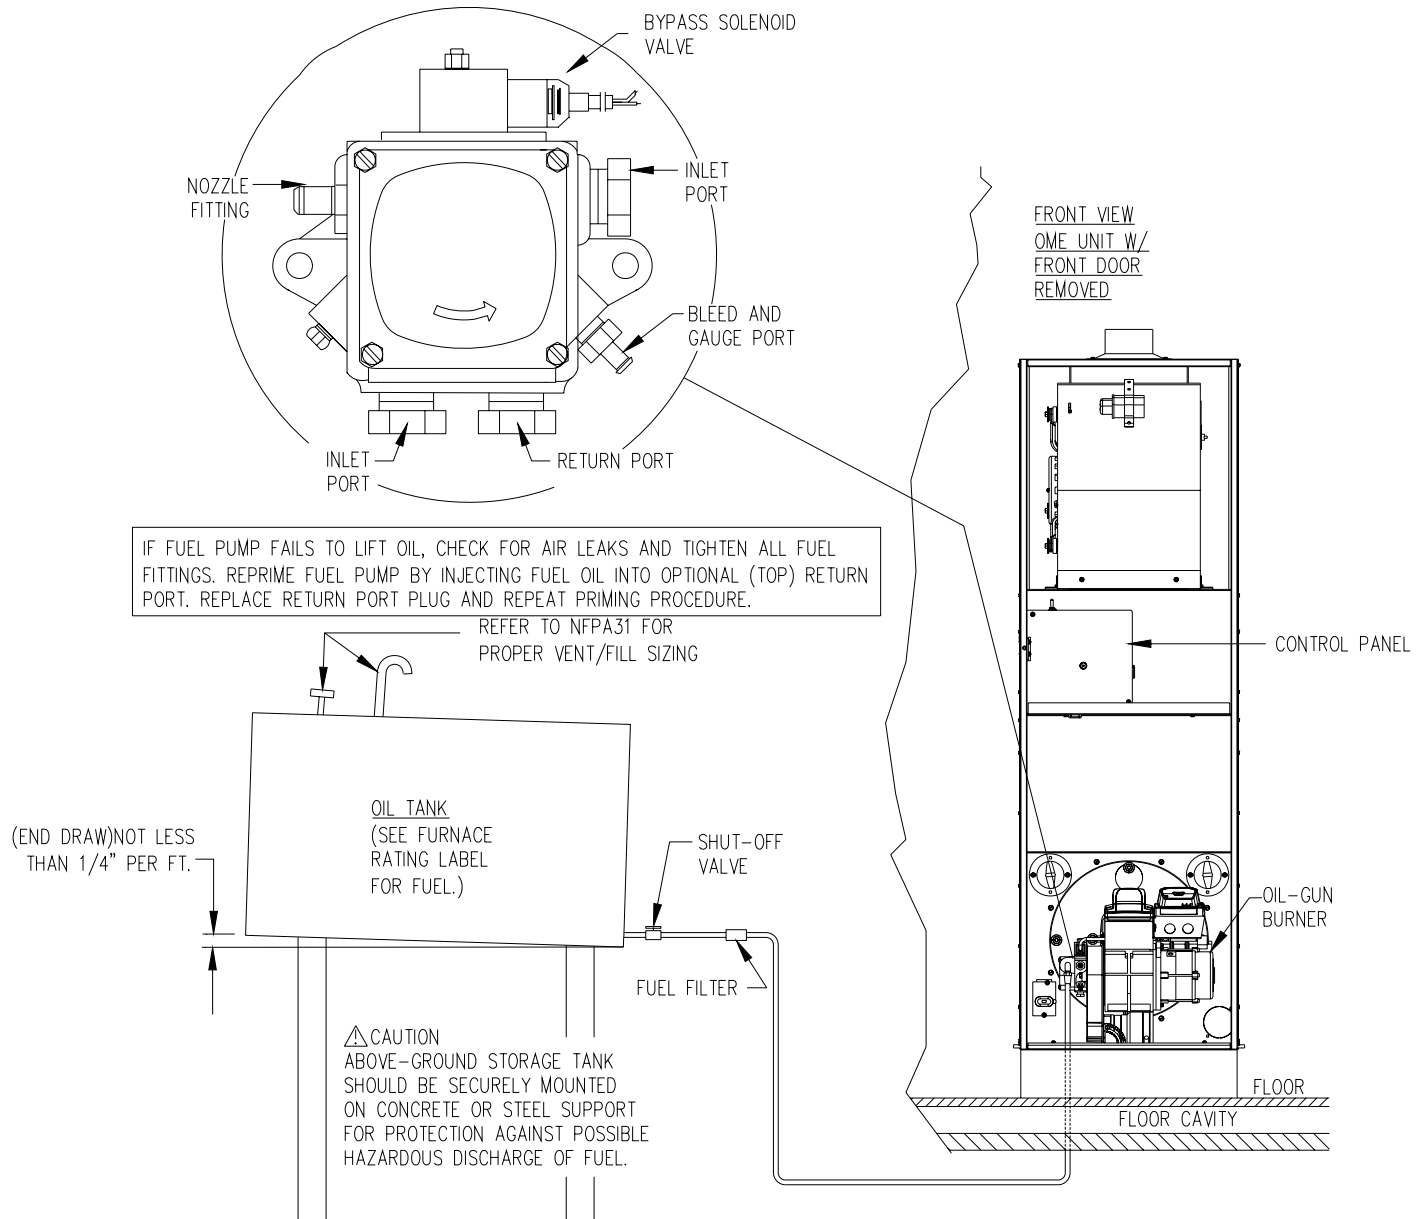 BYPASS SOLENOID
VALVE
NOZZLE
FITTING
INLET
PORT
BLEED AND
GAUGE PORT
INLET
PORT
RETURN PORT
FRONT VIEW
OME UNIT W/
FRONT DOOR
REMOVED
IF FUEL PUMP FAILS TO LIFT OIL, CHECK FOR AIR LEAKS AND TIGHTEN ALL FUEL
FITTINGS. REPRIME FUEL PUMP BY INJECTING FUEL OIL INTO OPTIONAL (TOP) RETURN
PORT. REPLACE RETURN PORT PLUG AND REPEAT PRIMING PROCEDURE.
REFER TO NFPA31 FOR
PROPER VENT/FILL SIZING
CONTROL PANEL
OIL TANK
(SEE FURNACE
RATING LABEL
FOR FUEL.)
(END DRAW)NOT LESS
THAN 1/4" PER FT.
SHUT-OFF
VALVE
OIL-GUN
BURNER
FUEL FILTER
⚠CAUTION
ABOVE-GROUND STORAGE TANK
SHOULD BE SECURELY MOUNTED
ON CONCRETE OR STEEL SUPPORT
FOR PROTECTION AGAINST POSSIBLE
HAZARDOUS DISCHARGE OF FUEL.
FLOOR
FLOOR CAVITY